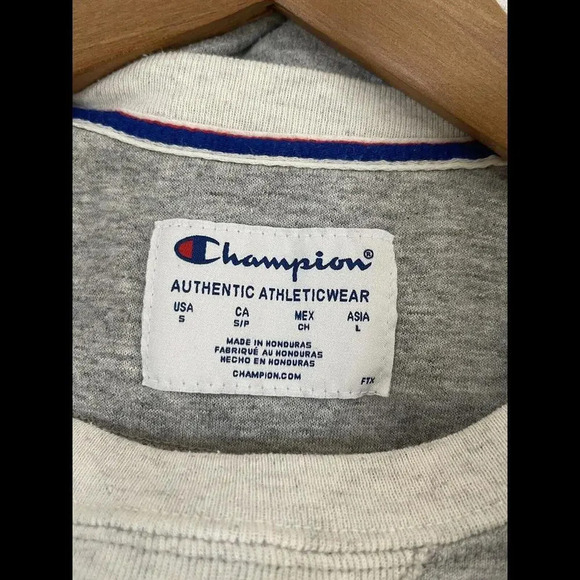 Champion®
AUTHENTIC ATHLETICWEAR
USA CA MEX ASIA
S S/P CH L
MADE IN HONDURAS
FABRIQUÉ AU HONDURAS
HECHO EN HONDURAS
CHAMPION.COM
FTX